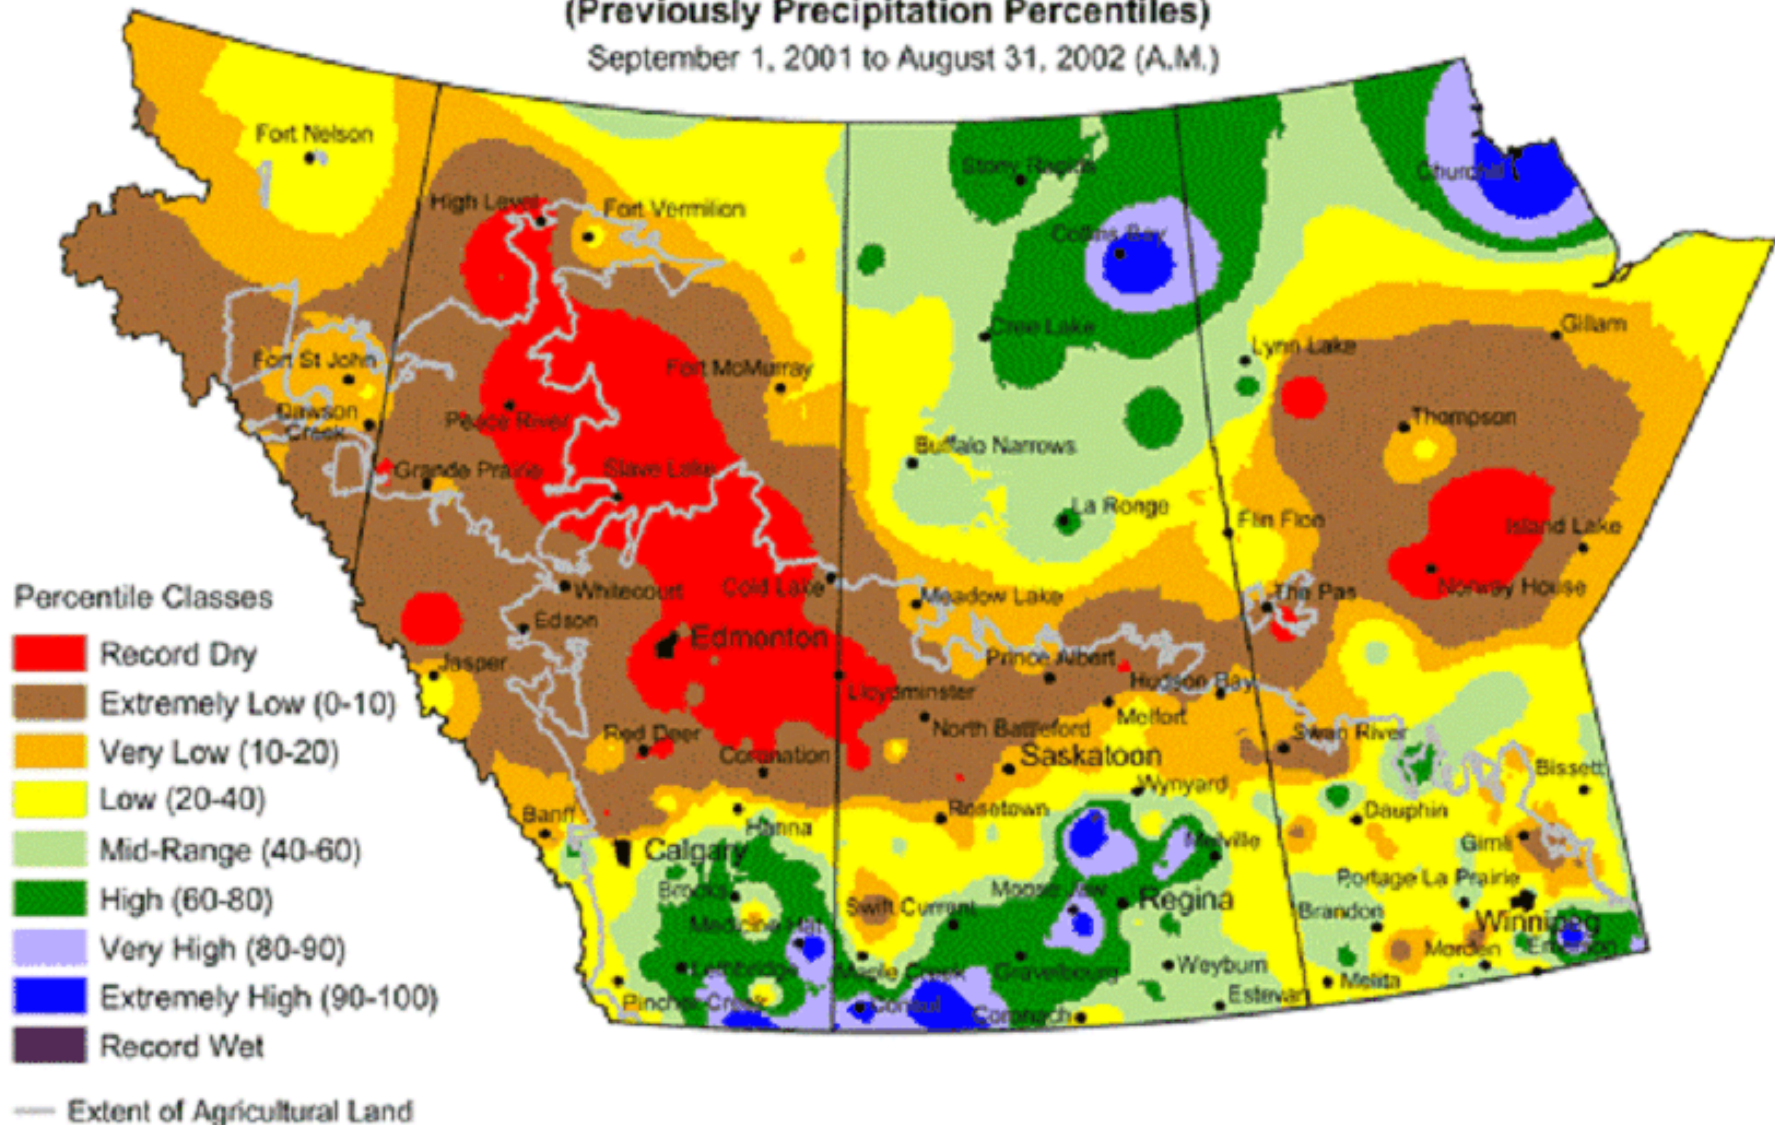 (Previously Precipitation Percentiles)
September 1, 2001 to August 31, 2002 (A.M.)
Fort Nelson
Stony Rapids
Churchill
High Level
Fort Vermilion
Collins Bay
Cree Lake
Gillam
Lynn Lake
Fort St John
Fort McMurray
Dawson
Creek
Peace River
Thompson
Buffalo Narrows
Grande Prairie
Slave Lake
La Ronge
Flin Flon
Island Lake
Whitecourt
Cold Lake
Meadow Lake
The Pas
Norway House
Edson
Edmonton
Jasper
Prince Albert
Hudson Bay
Lloydminster
North Battleford
Melfort
Red Deer
Coronation
Saskatoon
Swan River
Wynyard
Bissett
Banff
Hanna
Rosetown
Dauphin
Calgary
Melville
Gimli
Brooks
Moose Jaw
Regina
Portage La Prairie
Medicine Hat
Swift Current
Brandon
Winnipeg
Lethbridge
Maple Creek
Gravelbourg
Weyburn
Morden
Emerson
Pincher Creek
Consul
Coronach
Estevan
Melita
Percentile Classes
Record Dry
Extremely Low (0-10)
Very Low (10-20)
Low (20-40)
Mid-Range (40-60)
High (60-80)
Very High (80-90)
Extremely High (90-100)
Record Wet
Extent of Agricultural Land